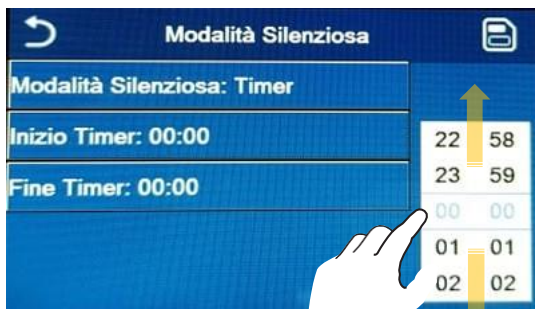 Modalità Silenziosa
Modalità Silenziosa: Timer
Inizio Timer: 00:00
Fine Timer: 00:00
22 58
23 59
00 00
01 01
02 02